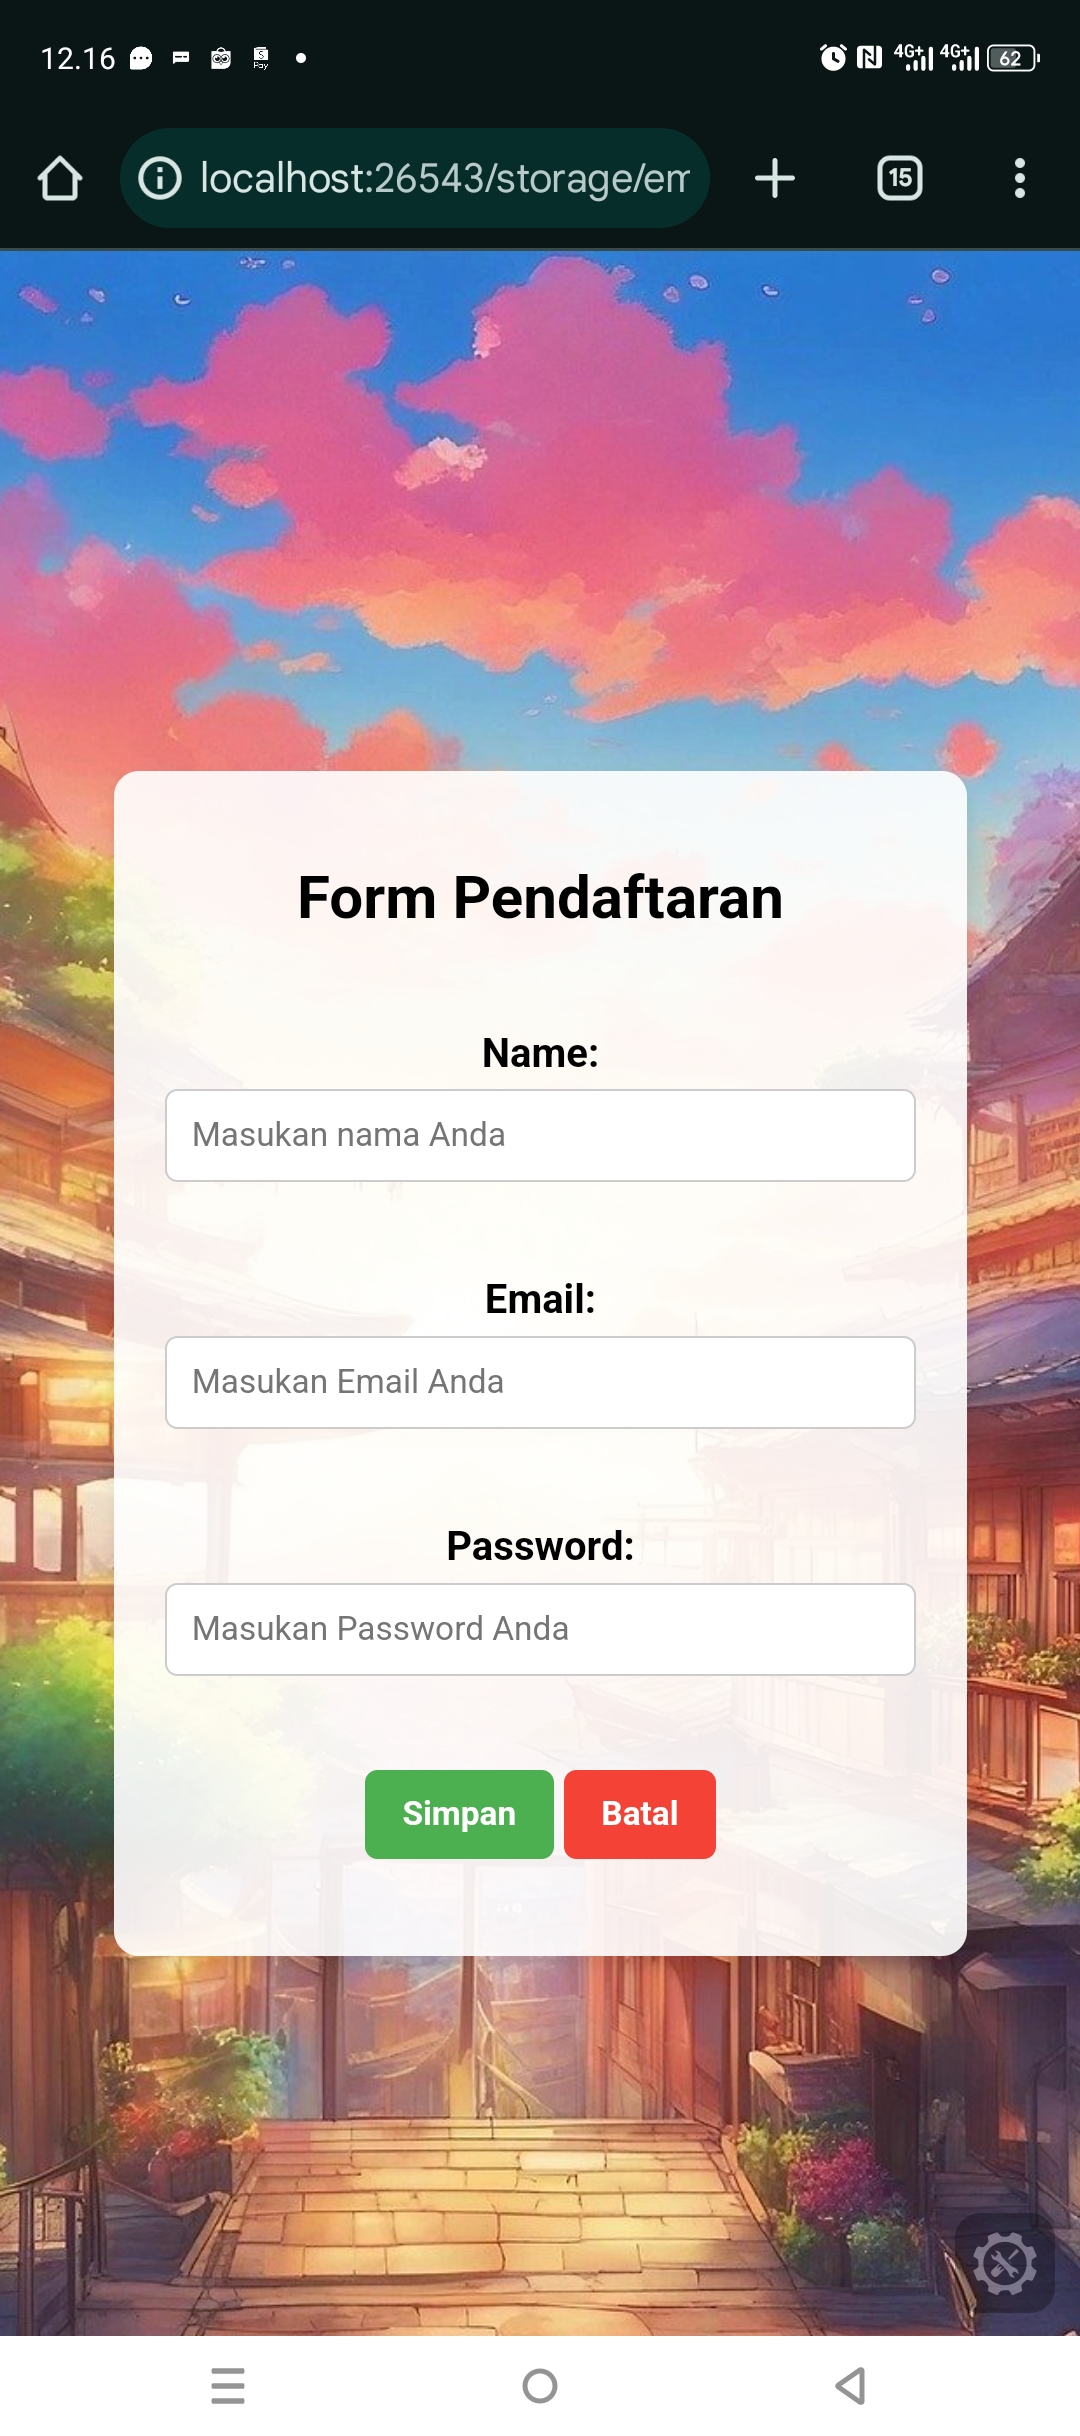 12.16
Pay
4G+ 4G+ 62
localhost:26543/storage/em
15
Form Pendaftaran
Name:
Masukan nama Anda
Email:
Masukan Email Anda
Password:
Masukan Password Anda
Simpan Batal